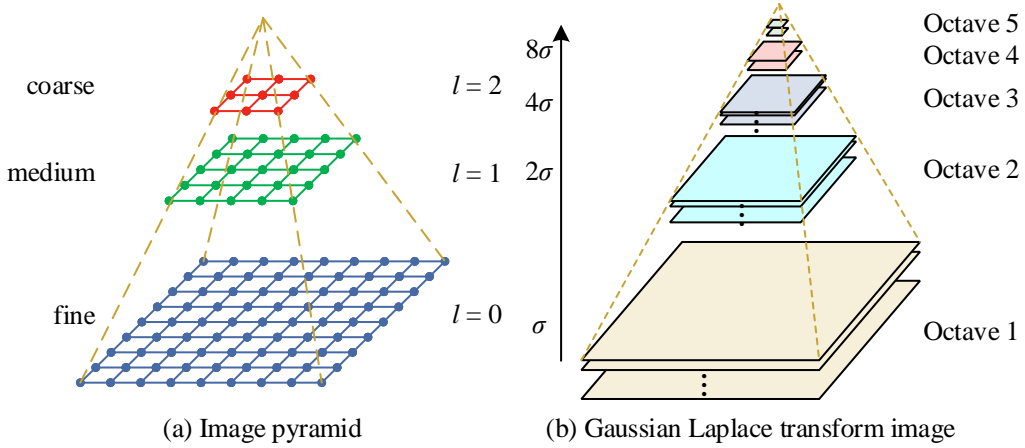 coarse
l = 2
medium
l = 1
fine
l = 0
(a) Image pyramid
8σ
4σ
2σ
σ
Octave 5
Octave 4
Octave 3
Octave 2
Octave 1
(b) Gaussian Laplace transform image